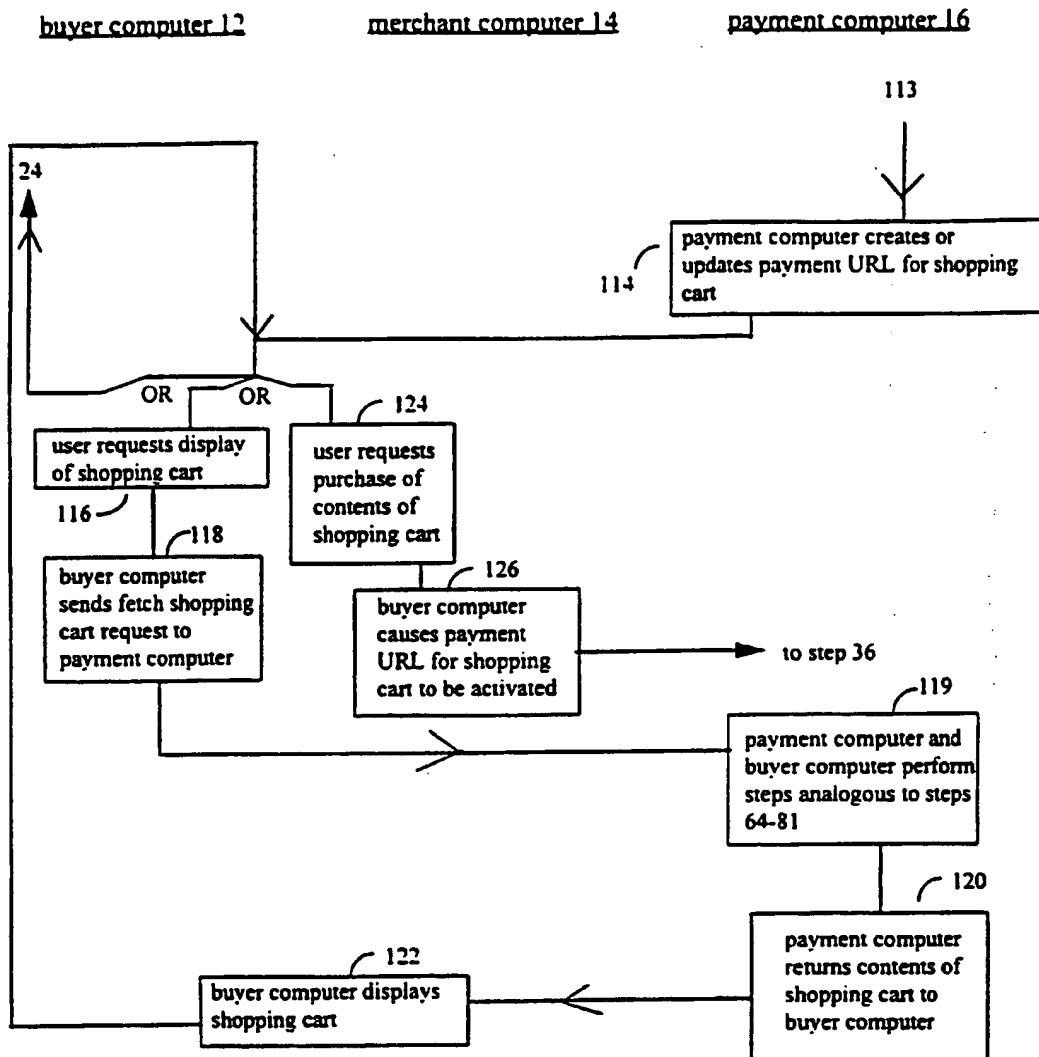 buyer computer 12
merchant computer 14
payment computer 16
113
24
payment computer creates or
updates payment URL for shopping
cart
114
OR
OR
124
user requests display
of shopping cart
116
user requests
purchase of
contents of
shopping cart
118
buyer computer
sends fetch shopping
cart request to
payment computer
126
buyer computer
causes payment
URL for shopping
cart to be activated
to step 36
119
payment computer and
buyer computer perform
steps analogous to steps
64-81
120
payment computer
returns contents of
shopping cart to
buyer computer
122
buyer computer displays
shopping cart